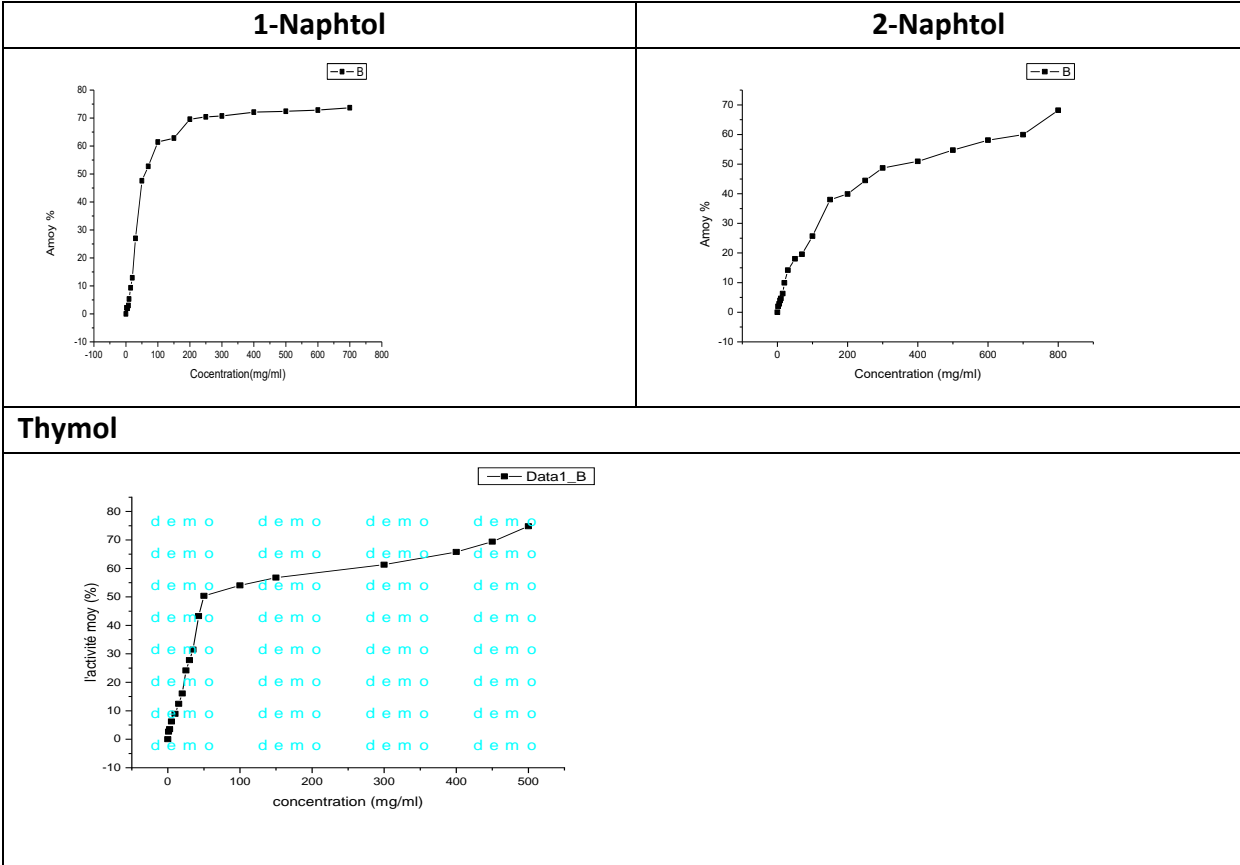 1-Naphtol
2-Naphtol
B
80
70
60
50
40
30
20
10
0
-10
Amoy %
-100 0 100 200 300 400 500 600 700 800
Cocentration(mg/ml)
B
70
60
50
40
30
20
10
0
-10
Amoy %
0 200 400 600 800
Concentration (mg/ml)
Thymol
Data1_B
80
70
60
50
40
30
20
10
0
-10
l'activité moy (%)
demo demo demo demo
demo demo demo demo
demo demo demo demo
demo demo demo demo
demo demo demo demo
demo demo demo demo
demo demo demo demo
demo demo demo demo
0 100 200 300 400 500
concentration (mg/ml)